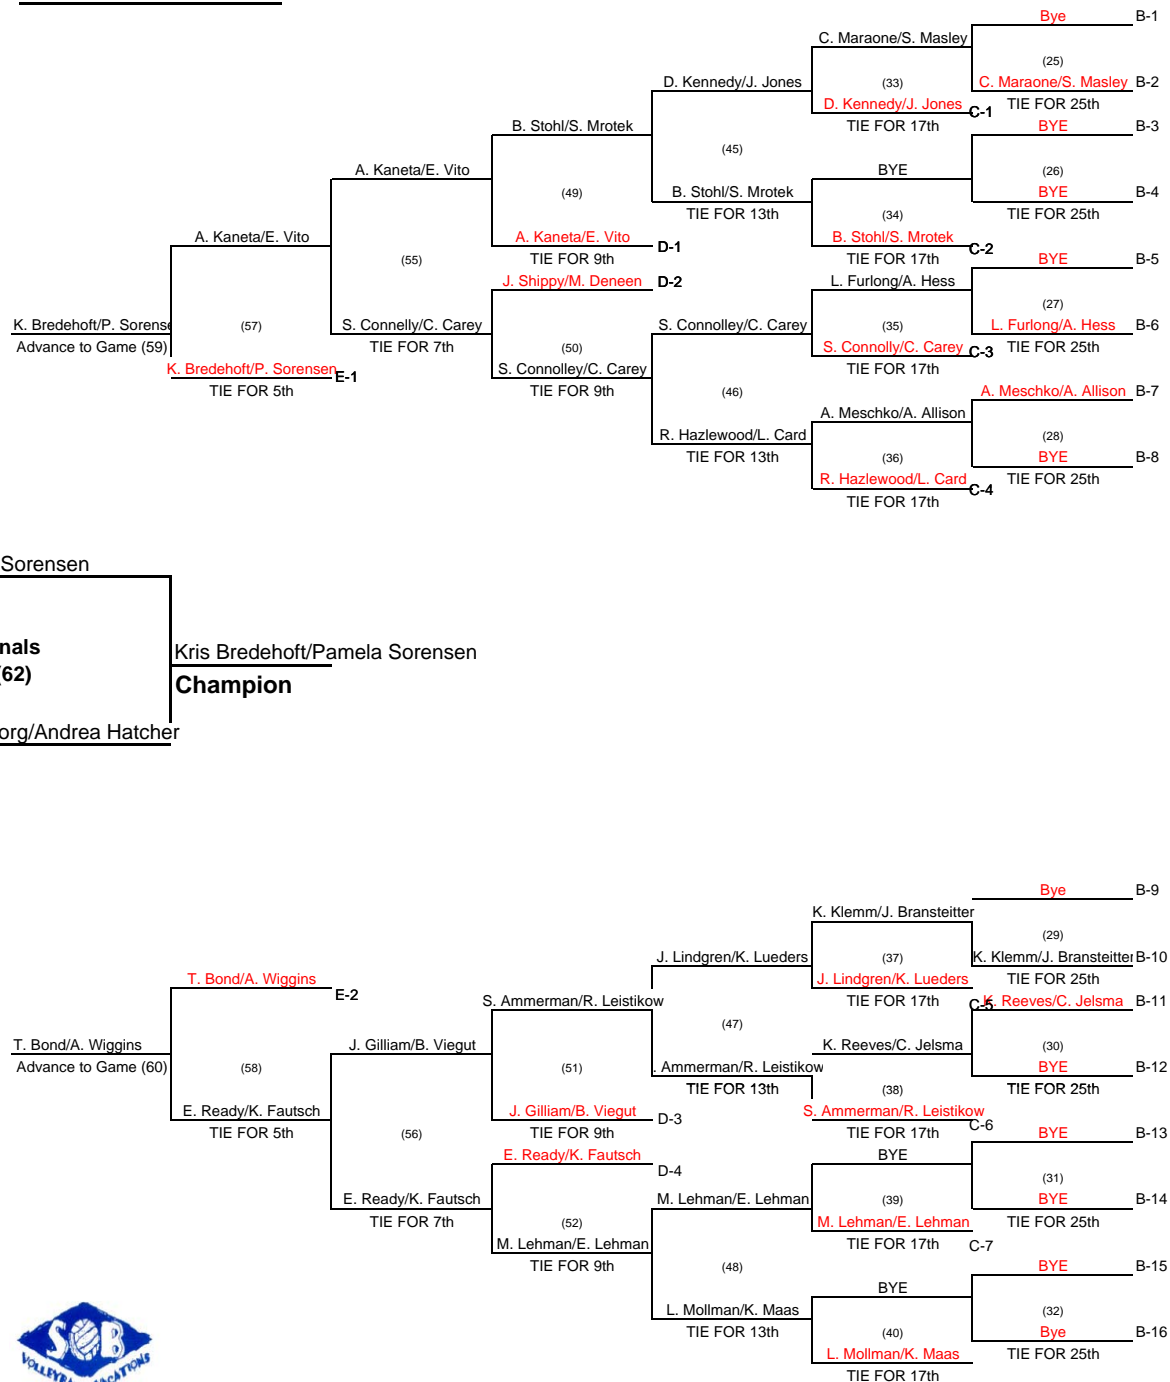 Bye B-1
C. Maraone/S. Masley
(25)
D. Kennedy/J. Jones (33) C. Maraone/S. Masley B-2
D. Kennedy/J. Jones C-1 TIE FOR 25th
B. Stohl/S. Mrotek TIE FOR 17th BYE B-3
(45)
A. Kaneta/E. Vito BYE (26)
(49) B. Stohl/S. Mrotek BYE B-4
TIE FOR 13th (34) TIE FOR 25th
A. Kaneta/E. Vito A. Kaneta/E. Vito D-1 B. Stohl/S. Mrotek C-2
(55) TIE FOR 9th TIE FOR 17th BYE B-5
J. Shippy/M. Deneen D-2 L. Furlong/A. Hess
(27)
K. Bredehoft/P. Sorense (57) S. Connelly/C. Carey S. Connolley/C. Carey (35) L. Furlong/A. Hess B-6
Advance to Game (59) TIE FOR 7th (50) S. Connolly/C. Carey C-3 TIE FOR 25th
K. Bredehoft/P. Sorensen E-1 S. Connolley/C. Carey TIE FOR 17th
TIE FOR 5th TIE FOR 9th (46) A. Meschko/A. Allison B-7
A. Meschko/A. Allison
R. Hazlewood/L. Card (28)
TIE FOR 13th (36) BYE B-8
R. Hazlewood/L. Card C-4 TIE FOR 25th
TIE FOR 17th
Sorensen
nals Kris Bredehoft/Pamela Sorensen
(62) Champion
org/Andrea Hatcher
Bye B-9
K. Klemm/J. Bransteitter
(29)
J. Lindgren/K. Lueders (37) K. Klemm/J. Bransteitter B-10
T. Bond/A. Wiggins E-2 J. Lindgren/K. Lueders TIE FOR 25th
S. Ammerman/R. Leistikow TIE FOR 17th C-5 K. Reeves/C. Jelsma B-11
(47)
T. Bond/A. Wiggins J. Gilliam/B. Viegut K. Reeves/C. Jelsma (30)
Advance to Game (60) (58) (51) . Ammerman/R. Leistikow BYE B-12
TIE FOR 13th (38) TIE FOR 25th
E. Ready/K. Fautsch J. Gilliam/B. Viegut D-3 S. Ammerman/R. Leistikow C-6
TIE FOR 5th (56) TIE FOR 9th TIE FOR 17th BYE B-13
E. Ready/K. Fautsch D-4 BYE
(31)
E. Ready/K. Fautsch M. Lehman/E. Lehman (39) BYE B-14
TIE FOR 7th (52) M. Lehman/E. Lehman TIE FOR 25th
M. Lehman/E. Lehman TIE FOR 17th C-7
TIE FOR 9th (48) BYE B-15
BYE
L. Mollman/K. Maas (32)
TIE FOR 13th (40) Bye B-16
L. Mollman/K. Maas TIE FOR 25th
TIE FOR 17th
SOB